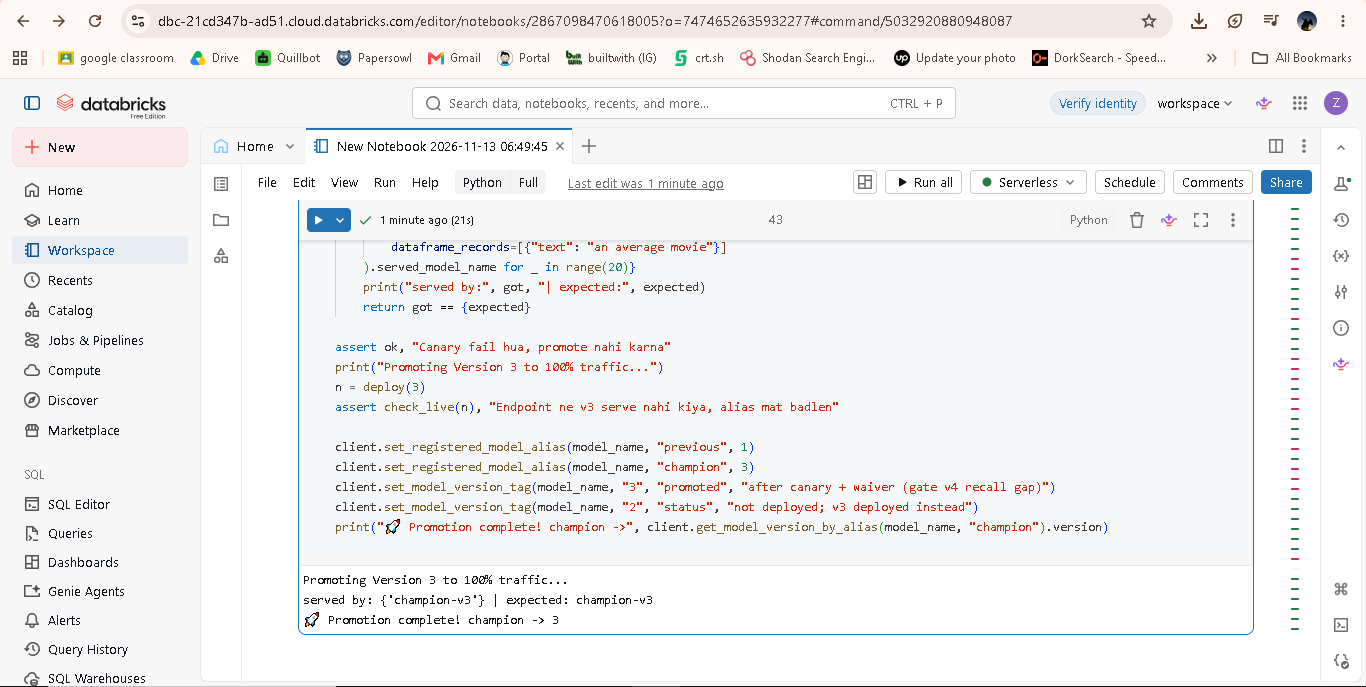 dbc-21cd347b-ad51.cloud.databricks.com/editor/notebooks/2867098470618005?o=7474652635932277#command/5032920880948087
google classroom
Drive
Quillbot
Papersowl
Gmail
Portal
builtwith (IG)
crt.sh
Shodan Search Engi...
Update your photo
DorkSearch - Speed...
All Bookmarks
databricks
Free Edition
Search data, notebooks, recents, and more...
CTRL + P
Verify identity
workspace
Z
New
Home
New Notebook 2026-11-13 06:49:45
File
Edit
View
Run
Help
Python
Full
Last edit was 1 minute ago
Run all
Serverless
Schedule
Comments
Share
Home
Learn
Workspace
Recents
Catalog
Jobs & Pipelines
Compute
Discover
Marketplace
SQL
SQL Editor
Queries
Dashboards
Genie Agents
Alerts
Query History
SQL Warehouses
1 minute ago (21s)
43
Python
dataframe_records=[{"text": "an average movie"}]
).served_model_name for _ in range(20)}
print("served by:", got, "| expected:", expected)
return got == {expected}
assert ok, "Canary fail hua, promote nahi karna"
print("Promoting Version 3 to 100% traffic...")
n = deploy(3)
assert check_live(n), "Endpoint ne v3 serve nahi kiya, alias mat badlen"
client.set_registered_model_alias(model_name, "previous", 1)
client.set_registered_model_alias(model_name, "champion", 3)
client.set_model_version_tag(model_name, "3", "promoted", "after canary + waiver (gate v4 recall gap)")
client.set_model_version_tag(model_name, "2", "status", "not deployed; v3 deployed instead")
print("🚀 Promotion complete! champion ->", client.get_model_version_by_alias(model_name, "champion").version)
Promoting Version 3 to 100% traffic...
served by: {'champion-v3'} | expected: champion-v3
🚀 Promotion complete! champion -> 3